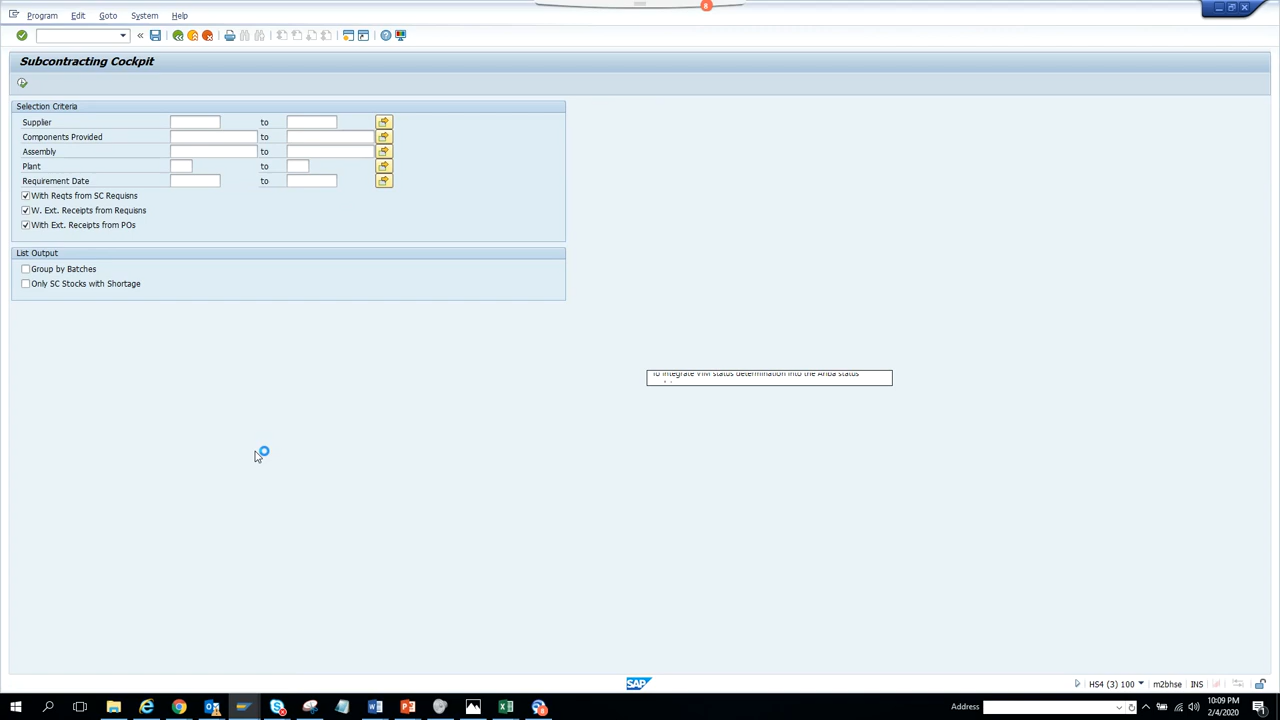 8
Program Edit Goto System Help
Subcontracting Cockpit
Selection Criteria
Supplier to
Components Provided to
Assembly to
Plant to
Requirement Date to
With Reqts from SC Requisns
W. Ext. Receipts from Requisns
With Ext. Receipts from POs
List Output
Group by Batches
Only SC Stocks with Shortage
To integrate VIM status determination into the Ariba status
SAP
HS4 (3) 100 m2bhse INS
Address
10:09 PM
2/4/2020